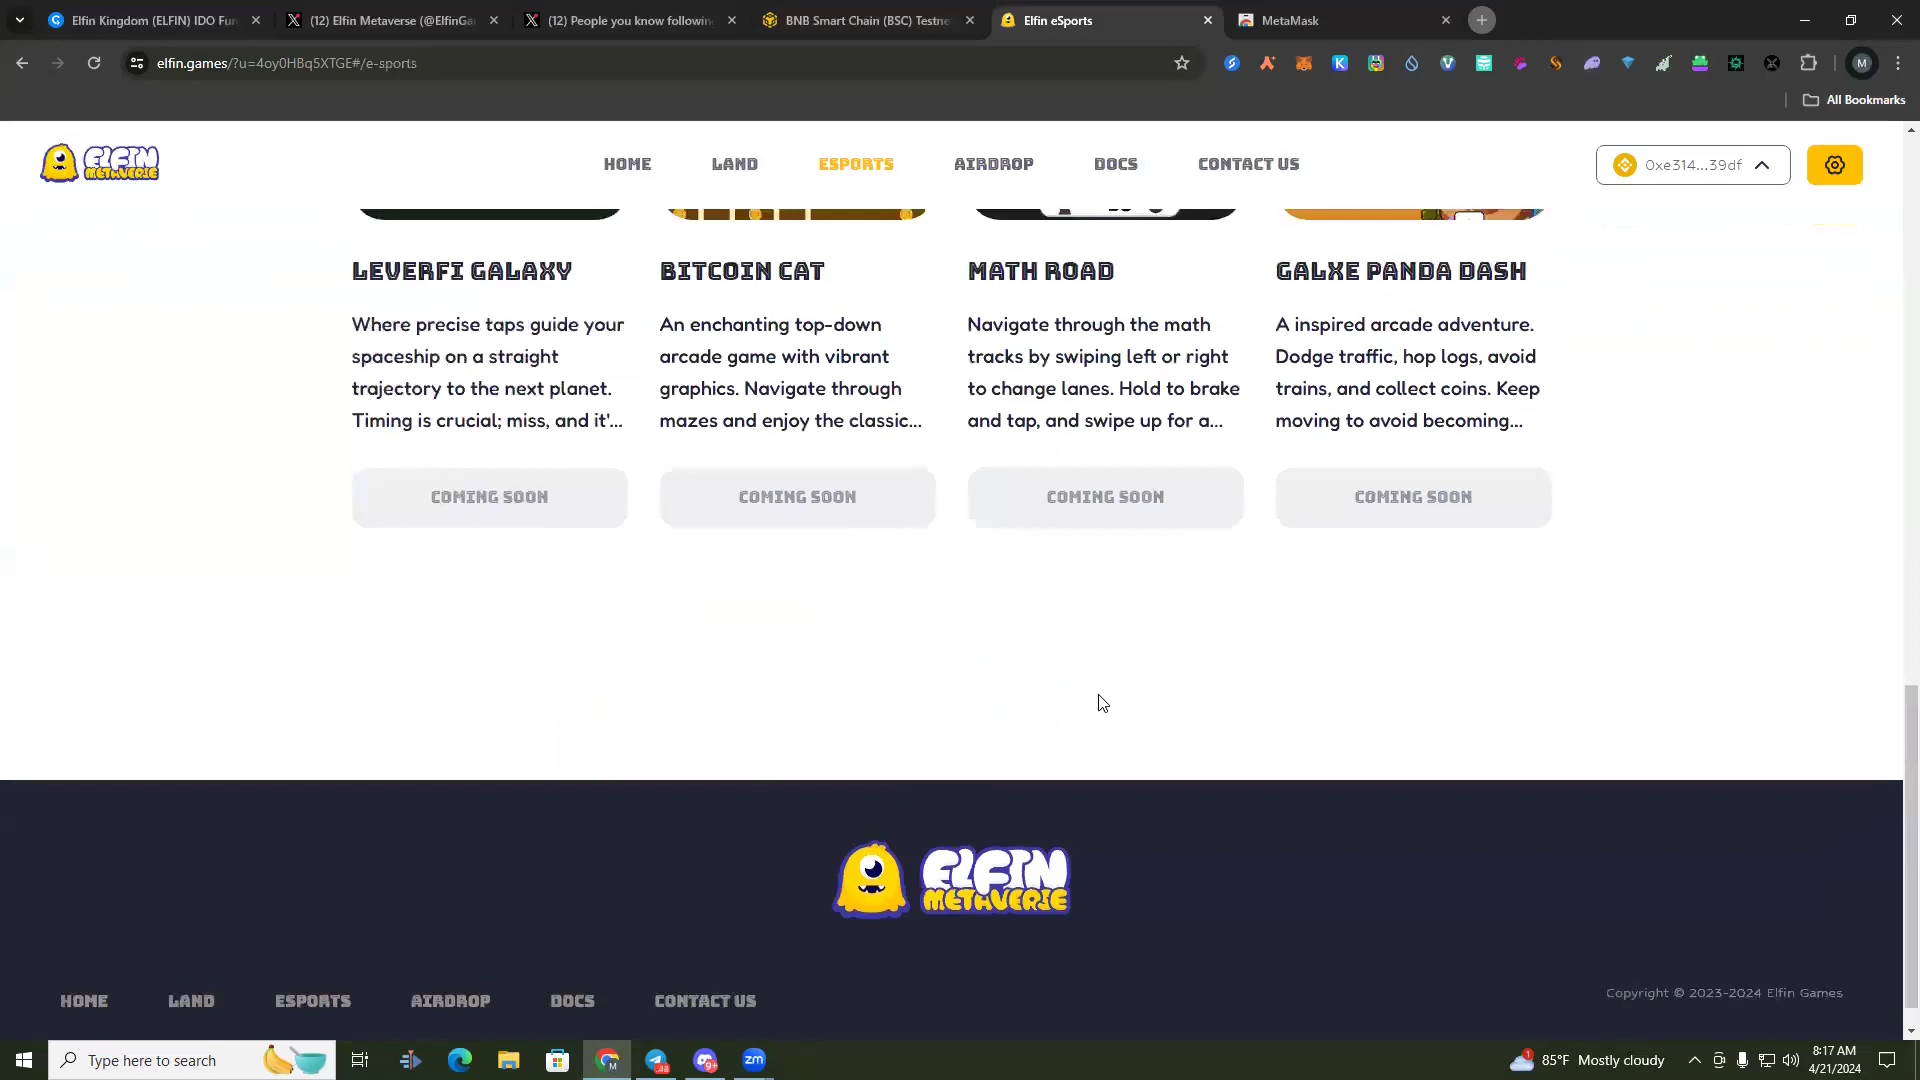 Elfin Kingdom (ELFIN) IDO Fun
(12) Elfin Metaverse (@ElfinGa
(12) People you know followin
BNB Smart Chain (BSC) Testne
Elfin eSports
MetaMask
elfin.games/?u=4oy0HBq5XTGE#/e-sports
M
All Bookmarks
ELFIN
METAVERSE
HOME
LAND
ESPORTS
AIRDROP
DOCS
CONTACT US
0xe314...39df
LEVERFI GALAXY
Where precise taps guide your
spaceship on a straight
trajectory to the next planet.
Timing is crucial; miss, and it'...
COMING SOON
BITCOIN CAT
An enchanting top-down
arcade game with vibrant
graphics. Navigate through
mazes and enjoy the classic...
COMING SOON
MATH ROAD
Navigate through the math
tracks by swiping left or right
to change lanes. Hold to brake
and tap, and swipe up for a...
COMING SOON
GALXE PANDA DASH
A inspired arcade adventure.
Dodge traffic, hop logs, avoid
trains, and collect coins. Keep
moving to avoid becoming...
COMING SOON
ELFIN
METAVERSE
HOME
LAND
ESPORTS
AIRDROP
DOCS
CONTACT US
Copyright © 2023-2024 Elfin Games
Type here to search
M
9+
zm
1
85°F Mostly cloudy
8:17 AM
4/21/2024